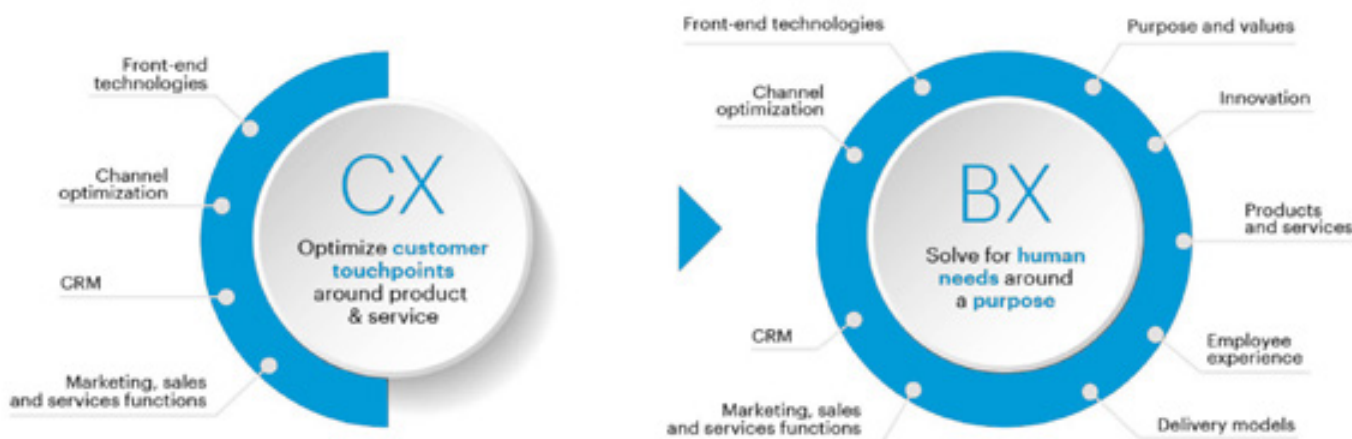 Front-end
technologies
Channel
optimization
CRM
Marketing, sales
and services functions
CX
Optimize customer
touchpoints
around product
& service
Front-end technologies
Channel
optimization
CRM
Marketing, sales
and services functions
BX
Solve for human
needs around
a purpose
Purpose and values
Innovation
Products
and services
Employee
experience
Delivery models